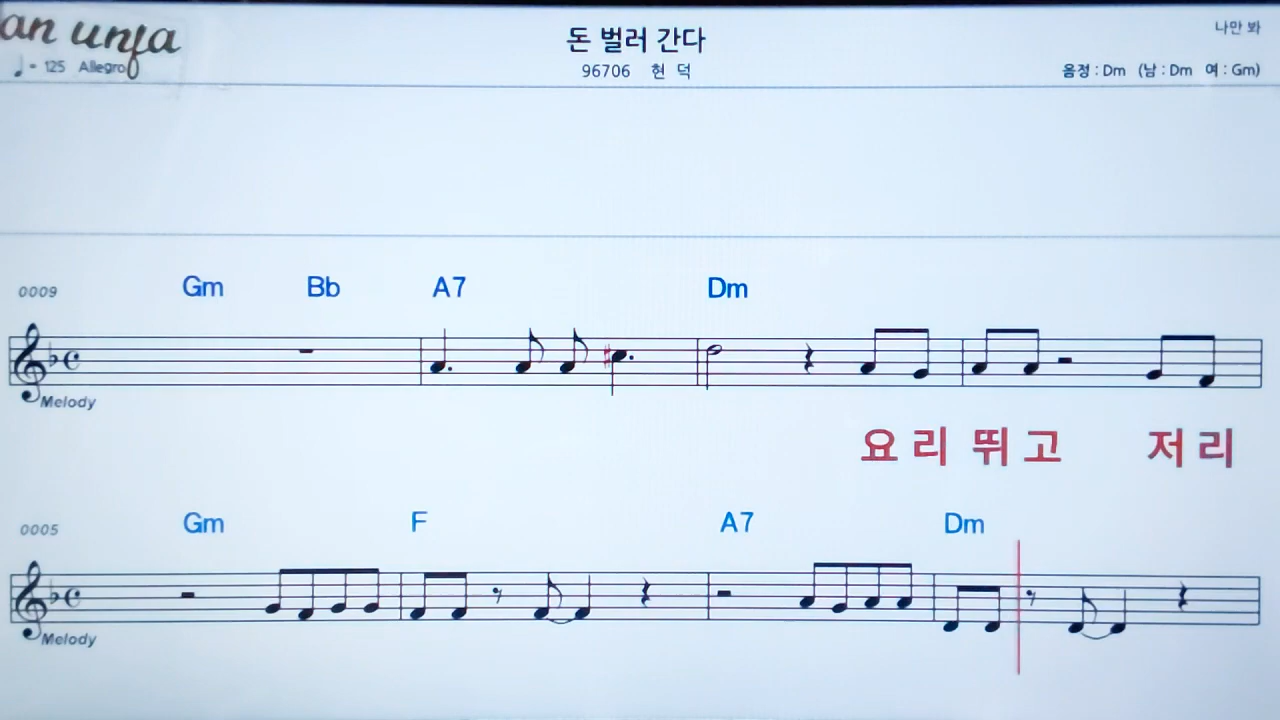 an unja
돈 벌러 간다
나만 봐
♩= 125 Allegro
96706 현 덕
음정 : Dm (남 : Dm 여 : Gm)
0009 Gm Bb A7 Dm
Melody
요리 뛰고 저리
0005 Gm F A7 Dm
Melody